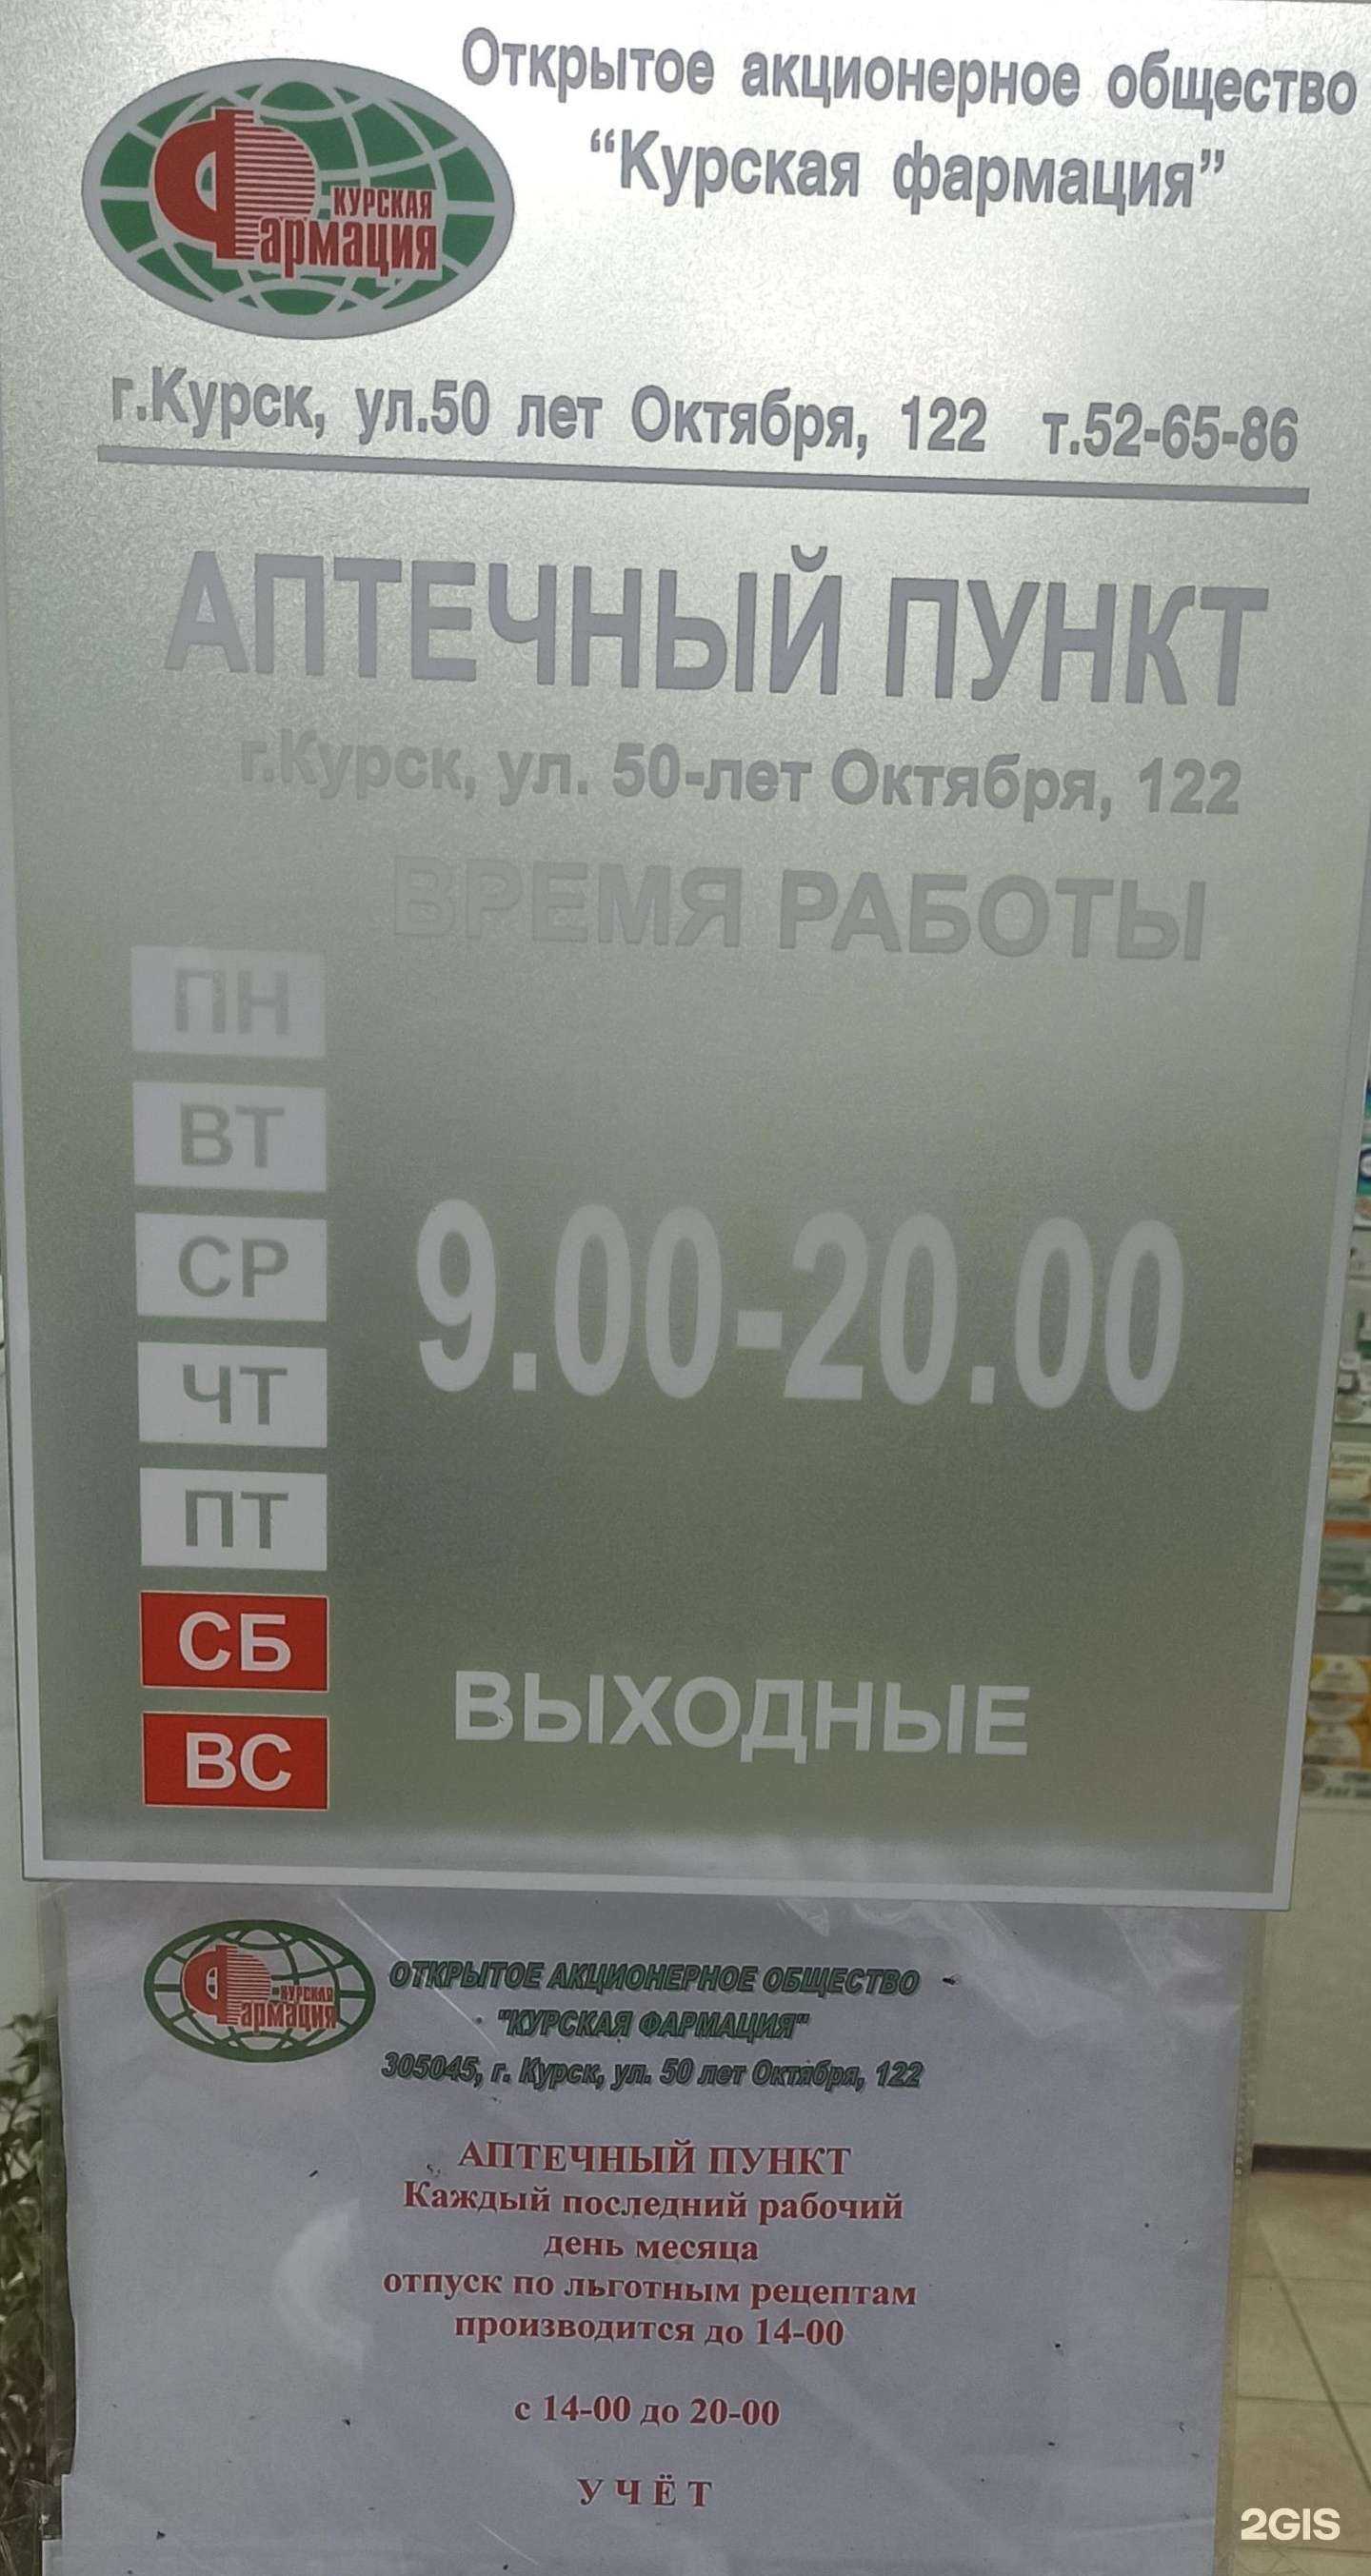 Открытое акционерное общество
“Курская фармация”
КУРСКАЯ
Фармация
г.Курск, ул.50 лет Октября, 122 т.52-65-86
АПТЕЧНЫЙ ПУНКТ
г.Курск, ул. 50-лет Октября, 122
ВРЕМЯ РАБОТЫ
ПН
ВТ
СР
ЧТ
ПТ
9.00-20.00
СБ
ВС
ВЫХОДНЫЕ
КУРСКАЯ
Фармация
ОТКРЫТОЕ АКЦИОНЕРНОЕ ОБЩЕСТВО
"КУРСКАЯ ФАРМАЦИЯ"
305045, г. Курск, ул. 50 лет Октября, 122
АПТЕЧНЫЙ ПУНКТ
Каждый последний рабочий
день месяца
отпуск по льготным рецептам
производится до 14-00
с 14-00 до 20-00
УЧЁТ
2GIS